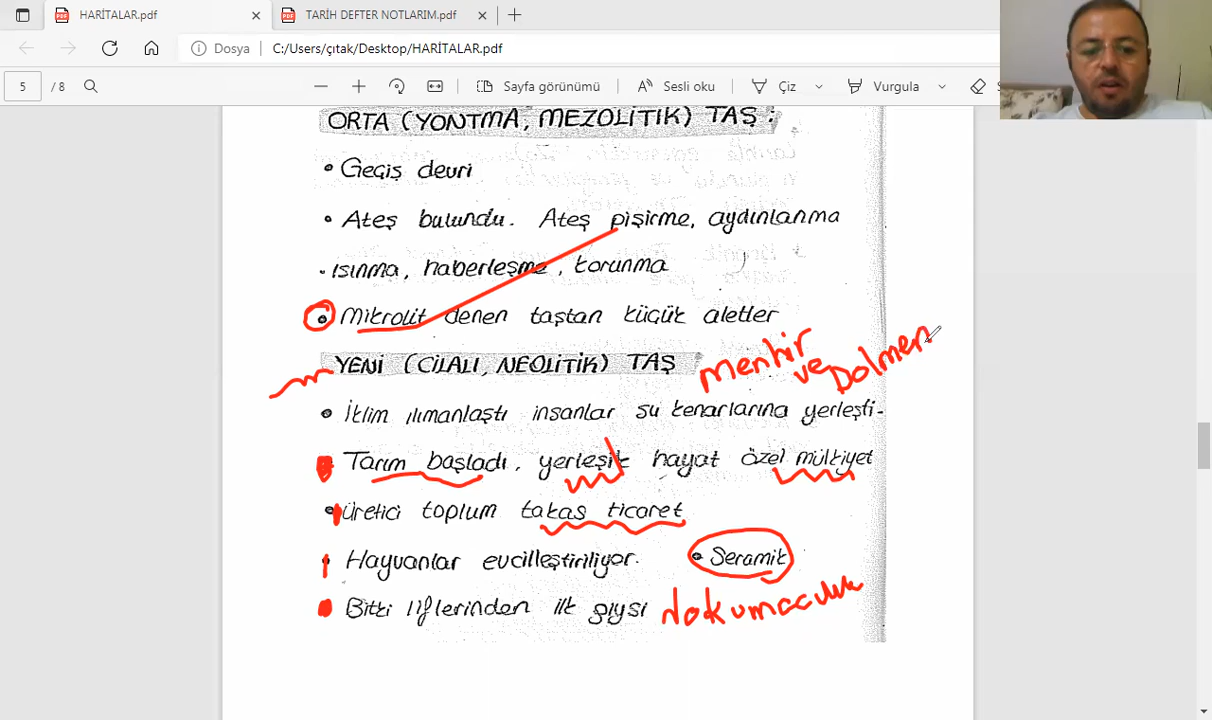 HARİTALAR.pdf
TARİH DEFTER NOTLARIM.pdf
Dosya C:/Users/çıtak/Desktop/HARİTALAR.pdf
5 / 8
Sayfa görünümü
Sesli oku
Çiz
Vurgula
ORTA (YONTMA, MEZOLİTİK) TAŞ :
• Geçiş devri
• Ateş bulundu. Ateş pişirme, aydınlanma
• ısınma, haberleşme, korunma
• Mikrolit denen taştan küçük aletler
menhir ve Dolmen
YENİ (CİLALI, NEOLİTİK) TAŞ
• İklim ılımanlaştı insanlar su kenarlarına yerleşti-
• Tarım başladı, yerleşik hayat özel mülkiyet
• üretici toplum takas ticaret
• Hayvanlar evcilleştiriliyor. • Seramik
• Bitki liflerinden ilk giysi dokumacılık